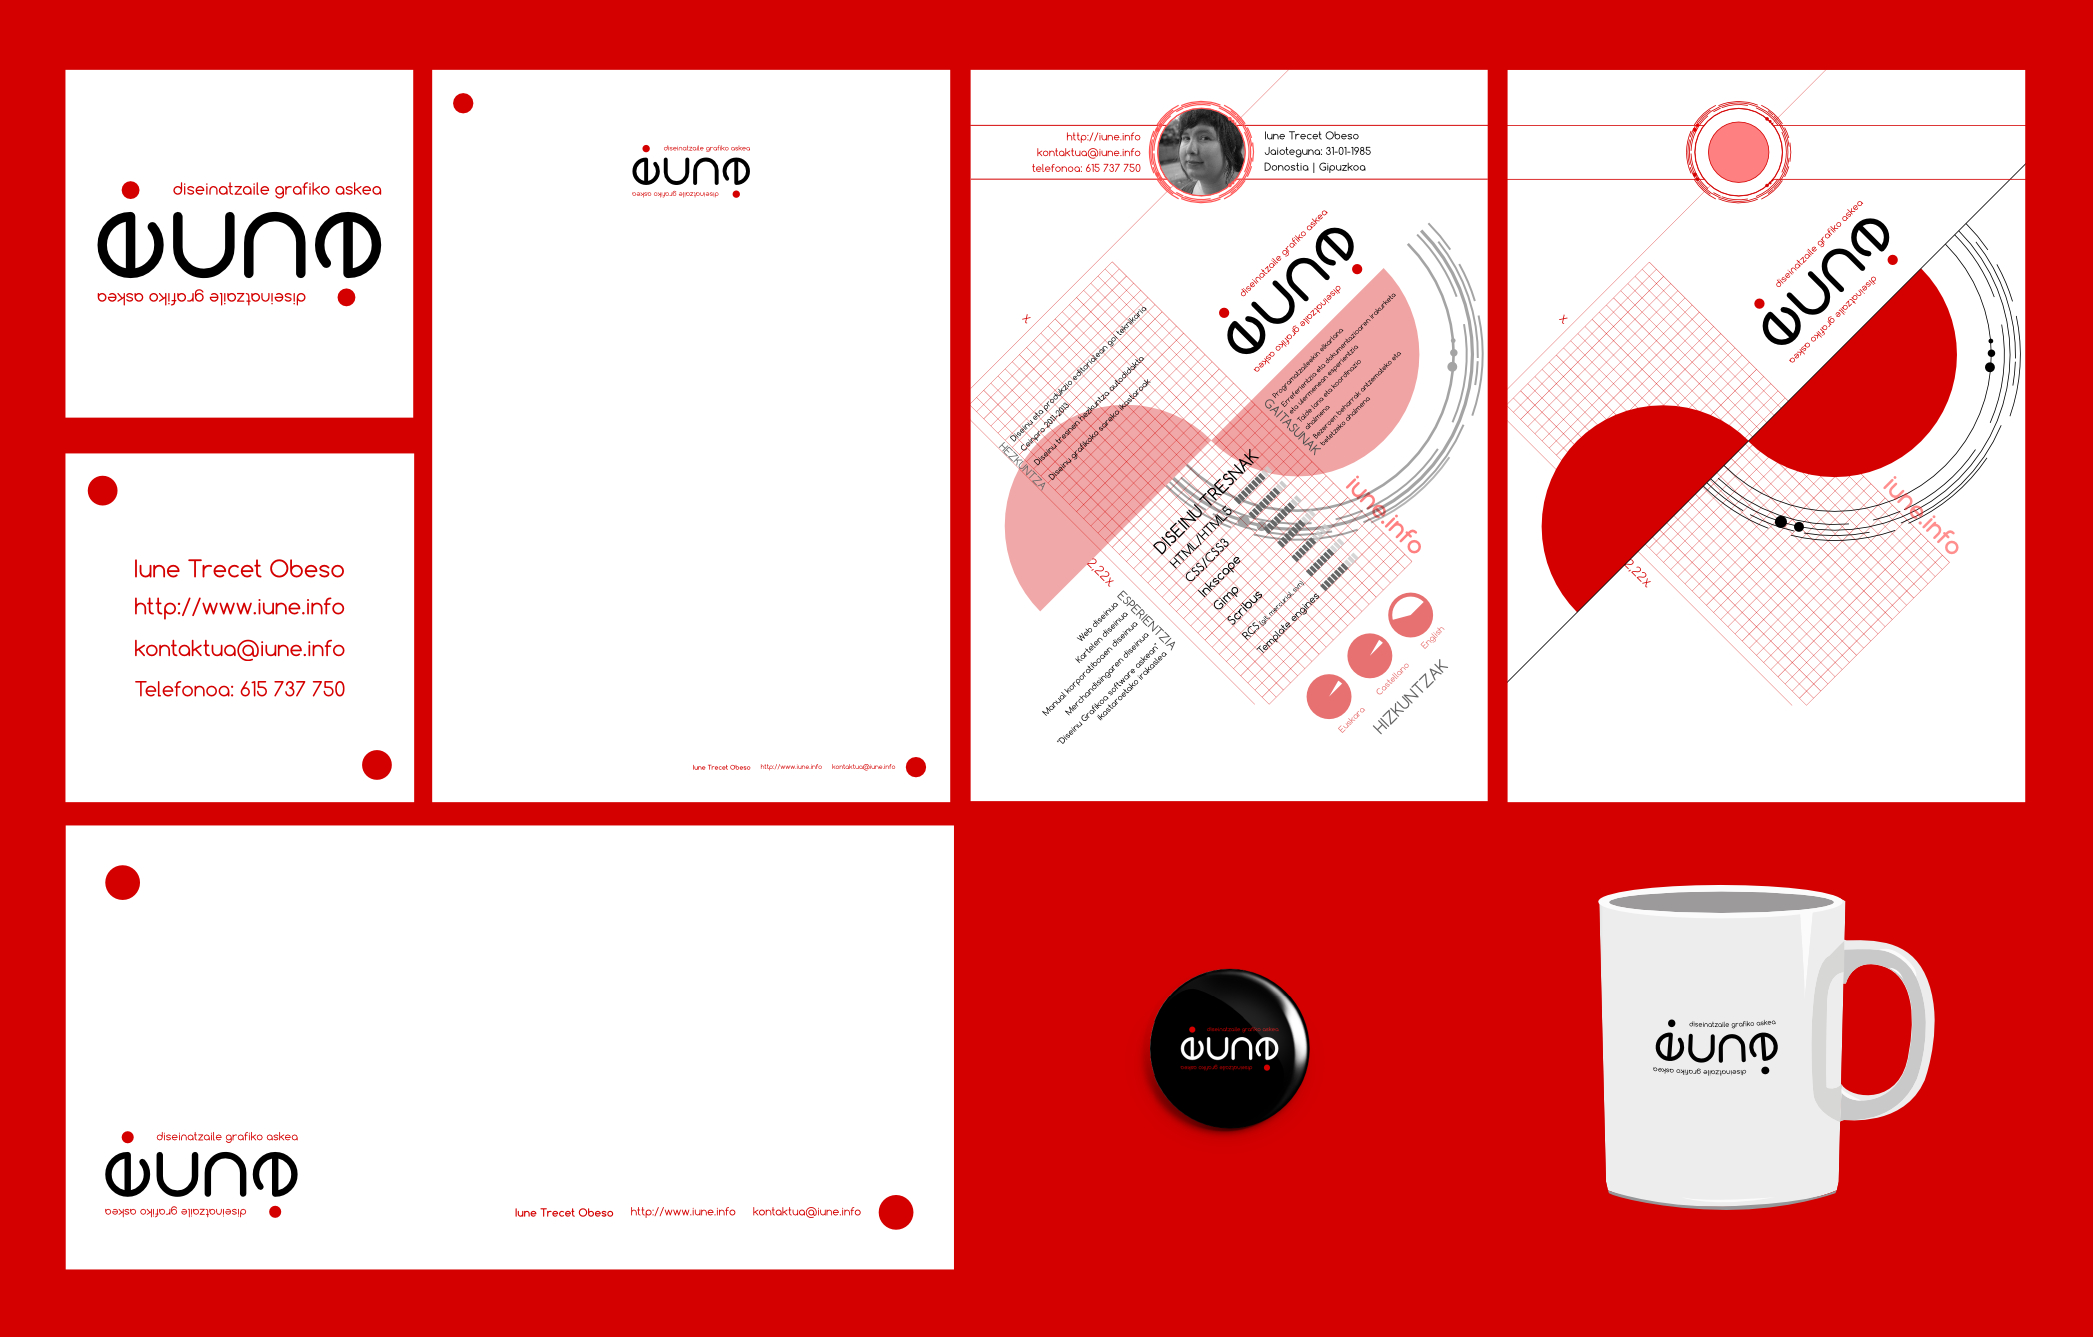 diseinatzaile grafiko askea
iune
diseinatzaile grafiko askea
Iune Trecet Obeso
http://www.iune.info
kontaktua@iune.info
Telefonoa: 615 737 750
diseinatzaile grafiko askea
iune
diseinatzaile grafiko askea
Iune Trecet Obeso http://www.iune.info kontaktua@iune.info
http://iune.info
kontaktua@iune.info
telefonoa: 615 737 750
Iune Trecet Obeso
Jaioteguna: 31-01-1985
Donostia | Gipuzkoa
diseinatzaile grafiko askea
iune
diseinatzaile grafiko askea
x
Diseinu eta produkzio editorialean goi teknikaria
Ceinpro 2011-2013
Diseinu tresnen hezkuntza autodidakta
Diseinu grafikoko sareko ikastaroak
HEZKUNTZA
Programatzaileekin elkarlana
Erreferientzia eta dokumentazioaren irakurketa
eta ulermenean esperientzia
Talde lana eta koordinazio
ahalmena
Bezeroen beharrak antzemateko eta
betetzeko ahalmena
GAITASUNAK
DISEINU TRESNAK
HTML/HTML5
CSS/CSS3
Inkscape
Gimp
Scribus
RCS (git, mercurial, svn)
Template engines
iune.info
2,22x
ESPERIENTZIA
Web diseinua
Kartelen diseinua
Manual korporatiboaen diseinua
Merchandisingaren diseinua
"Diseinu Grafikoa software askean"
ikastaroetako irakaslea
Euskara
Castellano
English
HIZKUNTZAK
diseinatzaile grafiko askea
iune
diseinatzaile grafiko askea
x
2,22x
iune.info
diseinatzaile grafiko askea
iune
diseinatzaile grafiko askea
Iune Trecet Obeso http://www.iune.info kontaktua@iune.info
diseinatzaile grafiko askea
iune
diseinatzaile grafiko askea
diseinatzaile grafiko askea
iune
diseinatzaile grafiko askea